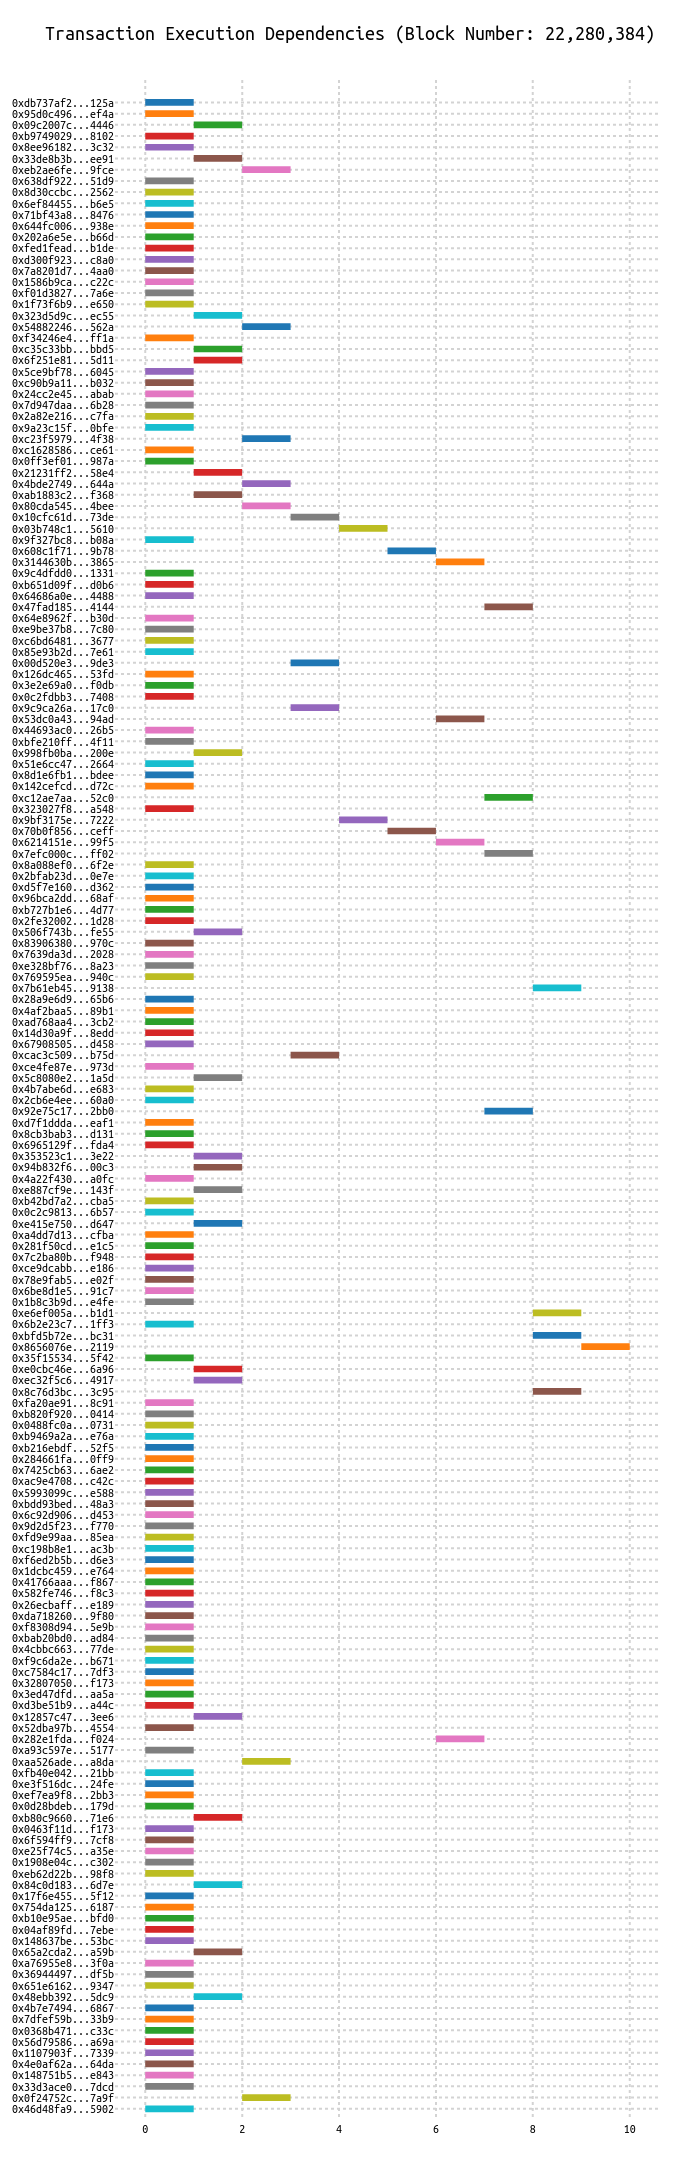 Transaction Execution Dependencies (Block Number: 22,280,384)
0xdb737af2...125a
0x95d0c496...ef4a
0x09c2007c...4446
0xb9749029...8102
0x8ee96182...3c32
0x33de8b3b...ee91
0xeb2ae6fe...9fce
0x638df922...51d9
0x8d30ccbc...2562
0x6ef84455...b6e5
0x71bf43a8...8476
0x644fc006...938e
0x202a6e5e...b66d
0xfed1fead...b1de
0xd300f923...c8a0
0x7a8201d7...4aa0
0x1586b9ca...c22c
0xf01d3827...7a6e
0x1f73f6b9...e650
0x323d5d9c...ec55
0x54882246...562a
0xf34246e4...ff1a
0xc35c33bb...bbd5
0x6f251e81...5d11
0x5ce9bf78...6045
0xc90b9a11...b032
0x24cc2e45...abab
0x7d947daa...6b28
0x2a82e216...c7fa
0x9a23c15f...0bfe
0xc23f5979...4f38
0xc1628586...ce61
0x0ff3ef01...987a
0x21231ff2...58e4
0x4bde2749...644a
0xab1883c2...f368
0x80cda545...4bee
0x10cfc61d...73de
0x03b748c1...5610
0x9f327bc8...b08a
0x608c1f71...9b78
0x3144630b...3865
0x9c4dfdd0...1331
0xb651d09f...d0b6
0x64686a0e...4488
0x47fad185...4144
0x64e8962f...b30d
0xe9be37b8...7c80
0xc6bd6481...3677
0x85e93b2d...7e61
0x00d520e3...9de3
0x126dc465...53fd
0x3e2e69a0...f0db
0x0c2fdbb3...7408
0x9c9ca26a...17c0
0x53dc0a43...94ad
0x44693ac0...26b5
0xbfe210ff...4f11
0x998fb0ba...200e
0x51e6cc47...2664
0x8d1e6fb1...bdee
0x142cefcd...d72c
0xc12ae7aa...52c0
0x323027f8...a548
0x9bf3175e...7222
0x70b0f856...ceff
0x6214151e...99f5
0x7efc000c...ff02
0x8a088ef0...6f2e
0x2bfab23d...0e7e
0xd5f7e160...d362
0x96bca2dd...68af
0xb727b1e6...4d77
0x2fe32002...1d28
0x506f743b...fe55
0x83906380...970c
0x7639da3d...2028
0xe328bf76...8a23
0x769595ea...940c
0x7b61eb45...9138
0x28a9e6d9...65b6
0x4af2baa5...89b1
0xad768aa4...3cb2
0x14d30a9f...8edd
0x67908505...d458
0xcac3c509...b75d
0xce4fe87e...973d
0x5c8080e2...1a5d
0x4b7abe6d...e683
0x2cb6e4ee...60a0
0x92e75c17...2bb0
0xd7f1ddda...eaf1
0x8cb3bab3...d131
0x6965129f...fda4
0x353523c1...3e22
0x94b832f6...00c3
0x4a22f430...a0fc
0xe887cf9e...143f
0xb42bd7a2...cba5
0x0c2c9813...6b57
0xe415e750...d647
0xa4dd7d13...cfba
0x281f50cd...e1c5
0x7c2ba80b...f948
0xce9dcabb...e186
0x78e9fab5...e02f
0x6be8d1e5...91c7
0x1b8c3b9d...e4fe
0xe6ef005a...b1d1
0x6b2e23c7...1ff3
0xbfd5b72e...bc31
0x8656076e...2119
0x35f15534...5f42
0xe0cbc46e...6a96
0xec32f5c6...4917
0x8c76d3bc...3c95
0xfa20ae91...8c91
0xb820f920...0414
0x0488fc0a...0731
0xb9469a2a...e76a
0xb216ebdf...52f5
0x284661fa...0ff9
0x7425cb63...6ae2
0xac9e4708...c42c
0x5993099c...e588
0xbdd93bed...48a3
0x6c92d906...d453
0x9d2d5f23...f770
0xfd9e99aa...85ea
0xc198b8e1...ac3b
0xf6ed2b5b...d6e3
0x1dcbc459...e764
0x41766aaa...f867
0x582fe746...f8c3
0x26ecbaff...e189
0xda718260...9f80
0xf8308d94...5e9b
0xbab20bd0...ad84
0x4cbbc663...77de
0xf9c6da2e...b671
0xc7584c17...7df3
0x32807050...f173
0x3ed47dfd...aa5a
0xd3be51b9...a44c
0x12857c47...3ee6
0x52dba97b...4554
0x282e1fda...f024
0xa93c597e...5177
0xaa526ade...a8da
0xfb40e042...21bb
0xe3f516dc...24fe
0xef7ea9f8...2bb3
0x0d28bdeb...179d
0xb80c9660...71e6
0x0463f11d...f173
0x6f594ff9...7cf8
0xe25f74c5...a35e
0x1908e04c...c302
0xeb62d22b...98f8
0x84c0d183...6d7e
0x17f6e455...5f12
0x754da125...6187
0xb10e95ae...bfd0
0x04af89fd...7ebe
0x148637be...53bc
0x65a2cda2...a59b
0xa76955e8...3f0a
0x36944497...df5b
0x651e6162...9347
0x48ebb392...5dc9
0x4b7e7494...6867
0x7dfef59b...33b9
0x0368b471...c33c
0x56d79586...a69a
0x1107903f...7339
0x4e0af62a...64da
0x148751b5...e843
0x33d3ace0...7dcd
0x0f24752c...7a9f
0x46d48fa9...5902
0 2 4 6 8 10